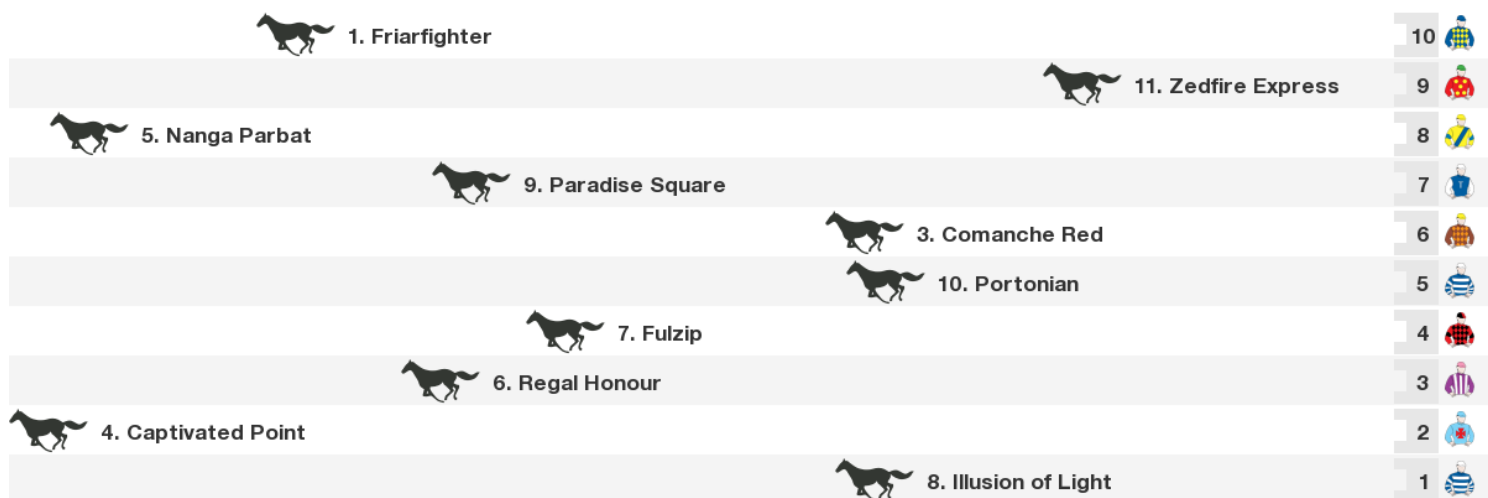 1. Friarfighter 10
11. Zedfire Express 9
5. Nanga Parbat 8
9. Paradise Square 7
T
3. Comanche Red 6
10. Portonian 5
7. Fulzip 4
6. Regal Honour 3
4. Captivated Point 2
8. Illusion of Light 1